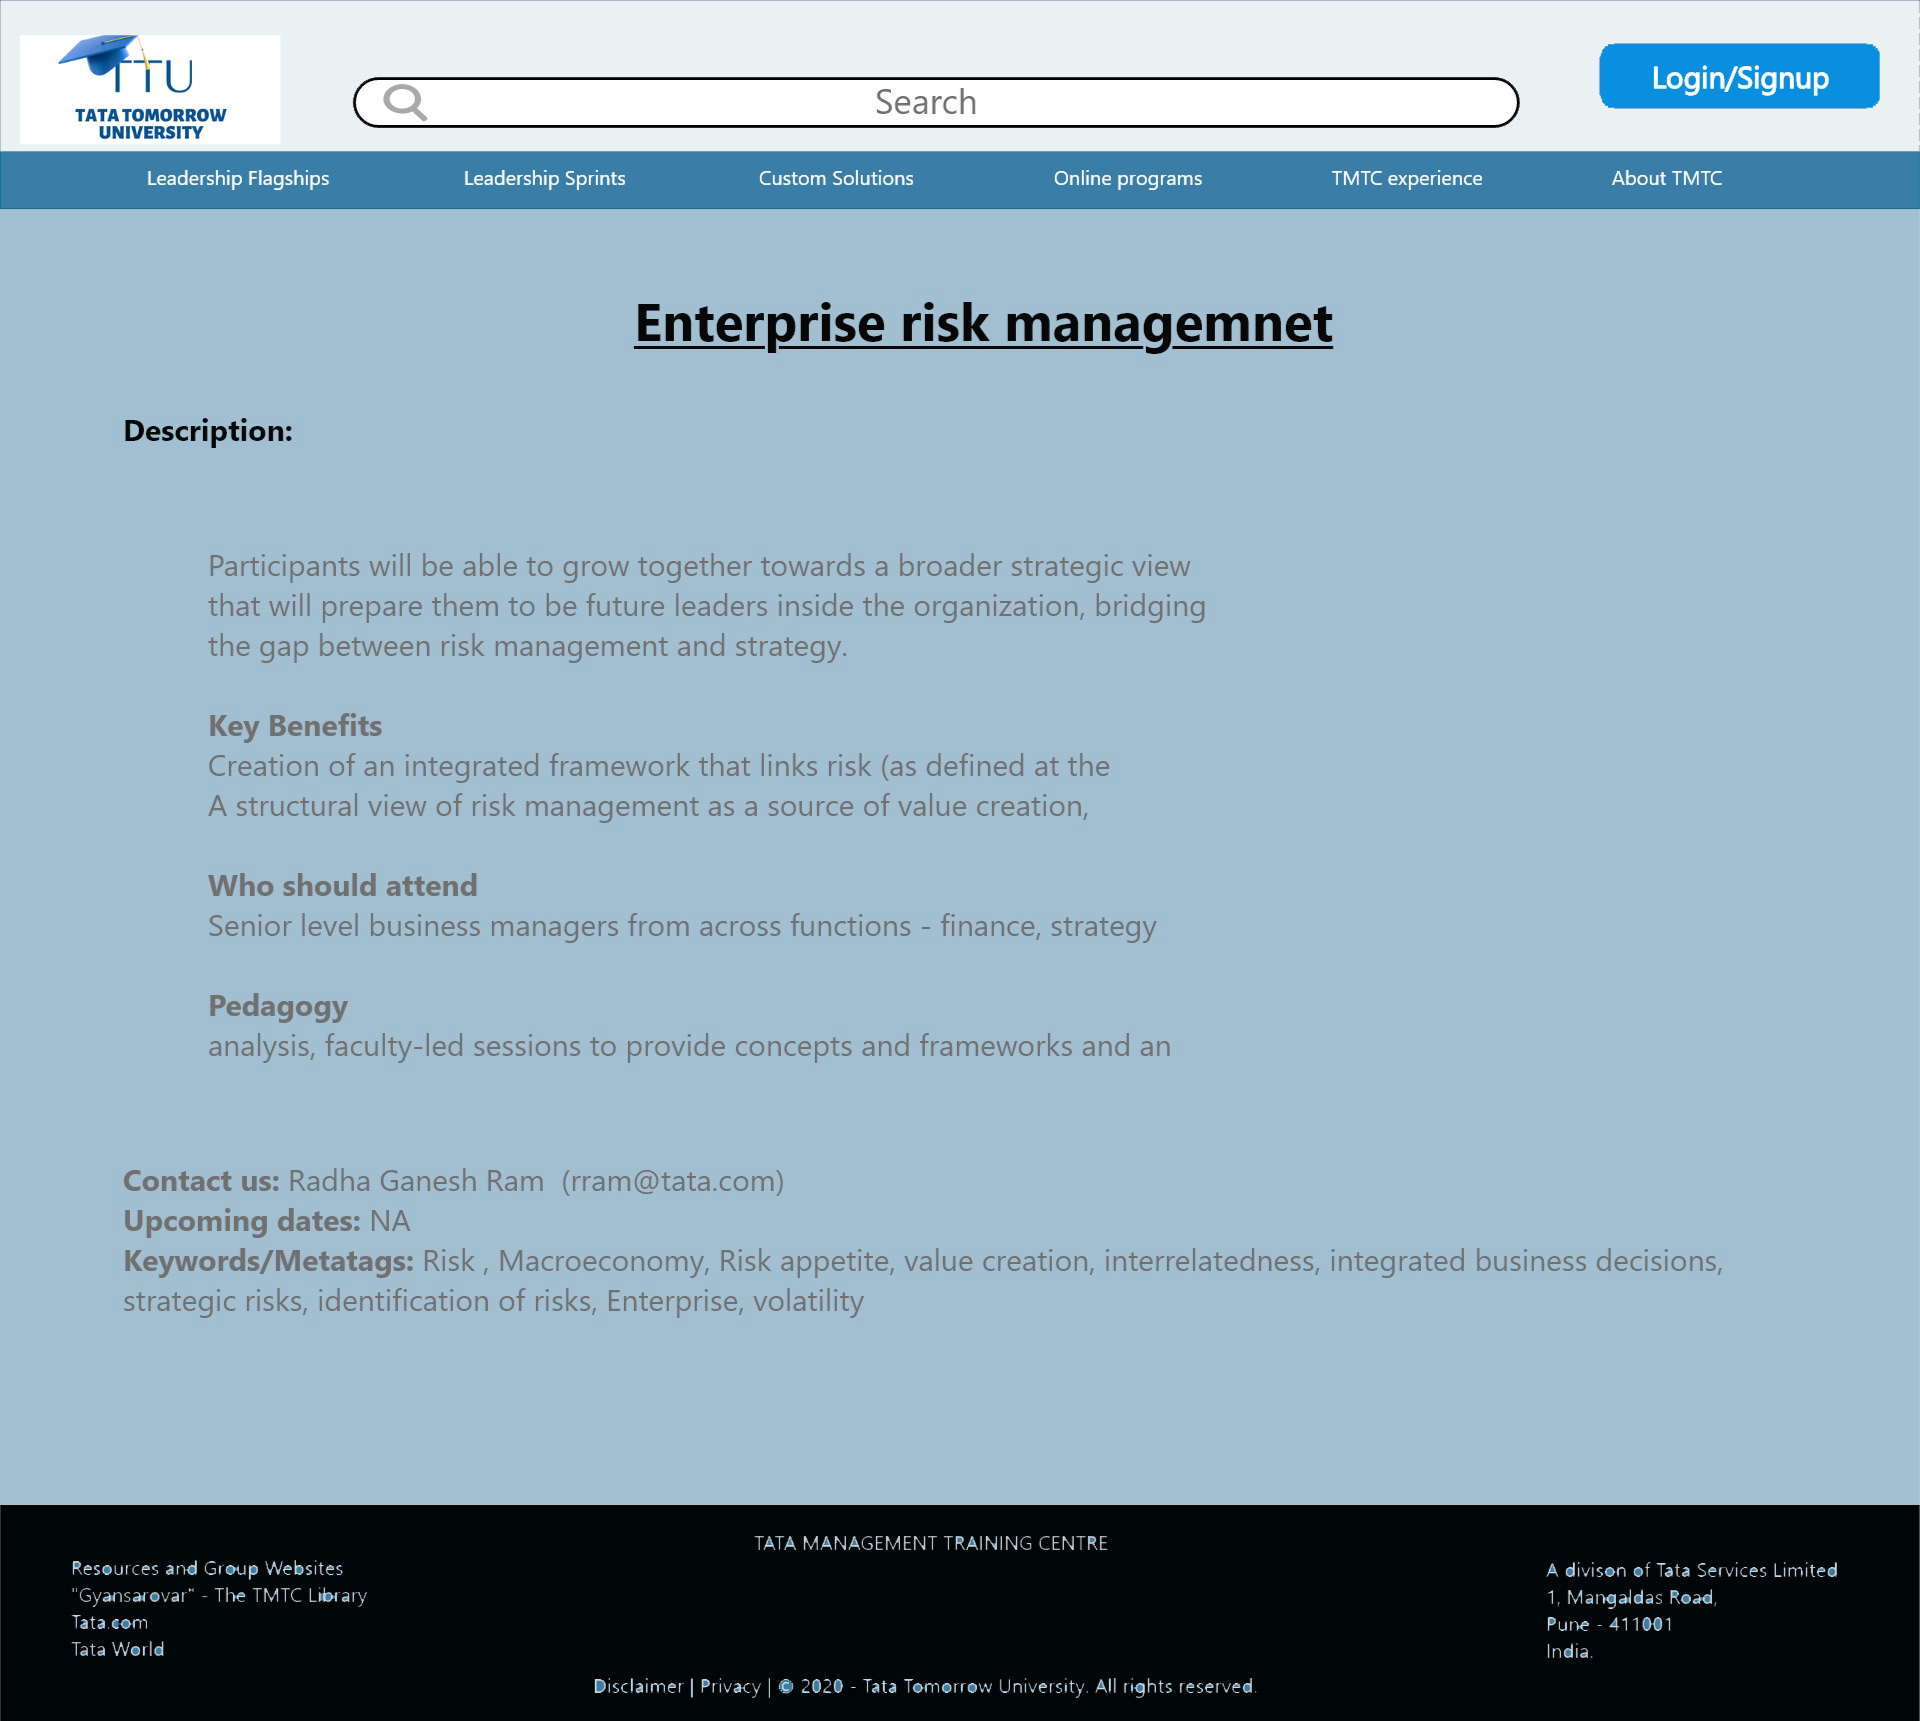 TTU
TATA TOMORROW
UNIVERSITY
Search
Login/Signup
Leadership Flagships
Leadership Sprints
Custom Solutions
Online programs
TMTC experience
About TMTC
Enterprise risk managemnet
Description:
Participants will be able to grow together towards a broader strategic view
that will prepare them to be future leaders inside the organization, bridging
the gap between risk management and strategy.
Key Benefits
Creation of an integrated framework that links risk (as defined at the
A structural view of risk management as a source of value creation,
Who should attend
Senior level business managers from across functions - finance, strategy
Pedagogy
analysis, faculty-led sessions to provide concepts and frameworks and an
Contact us: Radha Ganesh Ram  (rram@tata.com)
Upcoming dates: NA
Keywords/Metatags: Risk , Macroeconomy, Risk appetite, value creation, interrelatedness, integrated business decisions,
strategic risks, identification of risks, Enterprise, volatility
TATA MANAGEMENT TRAINING CENTRE
Resources and Group Websites
"Gyansarovar" - The TMTC Library
Tata.com
Tata World
A divison of Tata Services Limited
1, Mangaldas Road,
Pune - 411001
India.
Disclaimer | Privacy | © 2020 - Tata Tomorrow University. All rights reserved.